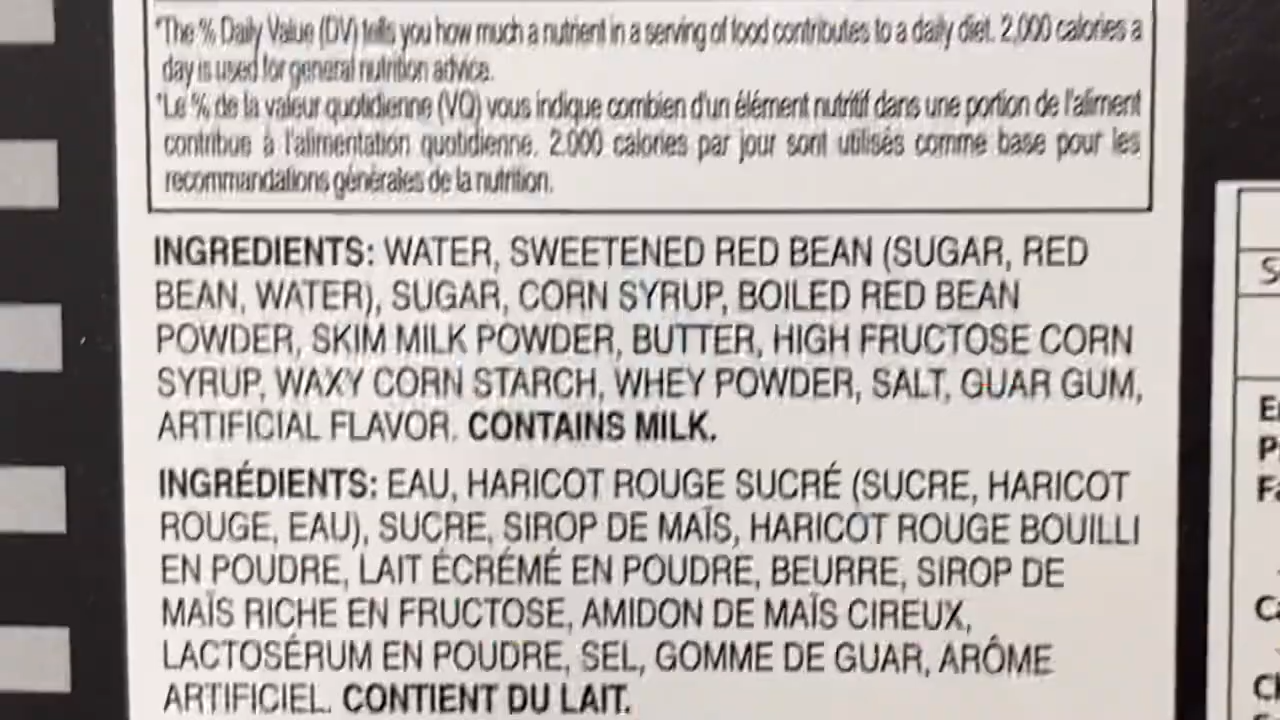 *The % Daily Value (DV) tells you how much a nutrient in a serving of food contributes to a daily diet. 2,000 calories a
day is used for general nutrition advice.
*Le % de la valeur quotidienne (VQ) vous indique combien d'un élément nutritif dans une portion de l'aliment
contribue à l'alimentation quotidienne. 2.000 calories par jour sont utilisés comme base pour les
recommandations générales de la nutrition.
INGREDIENTS: WATER, SWEETENED RED BEAN (SUGAR, RED
BEAN, WATER), SUGAR, CORN SYRUP, BOILED RED BEAN
POWDER, SKIM MILK POWDER, BUTTER, HIGH FRUCTOSE CORN
SYRUP, WAXY CORN STARCH, WHEY POWDER, SALT, GUAR GUM,
ARTIFICIAL FLAVOR. CONTAINS MILK.
INGRÉDIENTS: EAU, HARICOT ROUGE SUCRÉ (SUCRE, HARICOT
ROUGE, EAU), SUCRE, SIROP DE MAÏS, HARICOT ROUGE BOUILLI
EN POUDRE, LAIT ÉCRÉMÉ EN POUDRE, BEURRE, SIROP DE
MAÏS RICHE EN FRUCTOSE, AMIDON DE MAÏS CIREUX,
LACTOSÉRUM EN POUDRE, SEL, GOMME DE GUAR, ARÔME
ARTIFICIEL. CONTIENT DU LAIT.